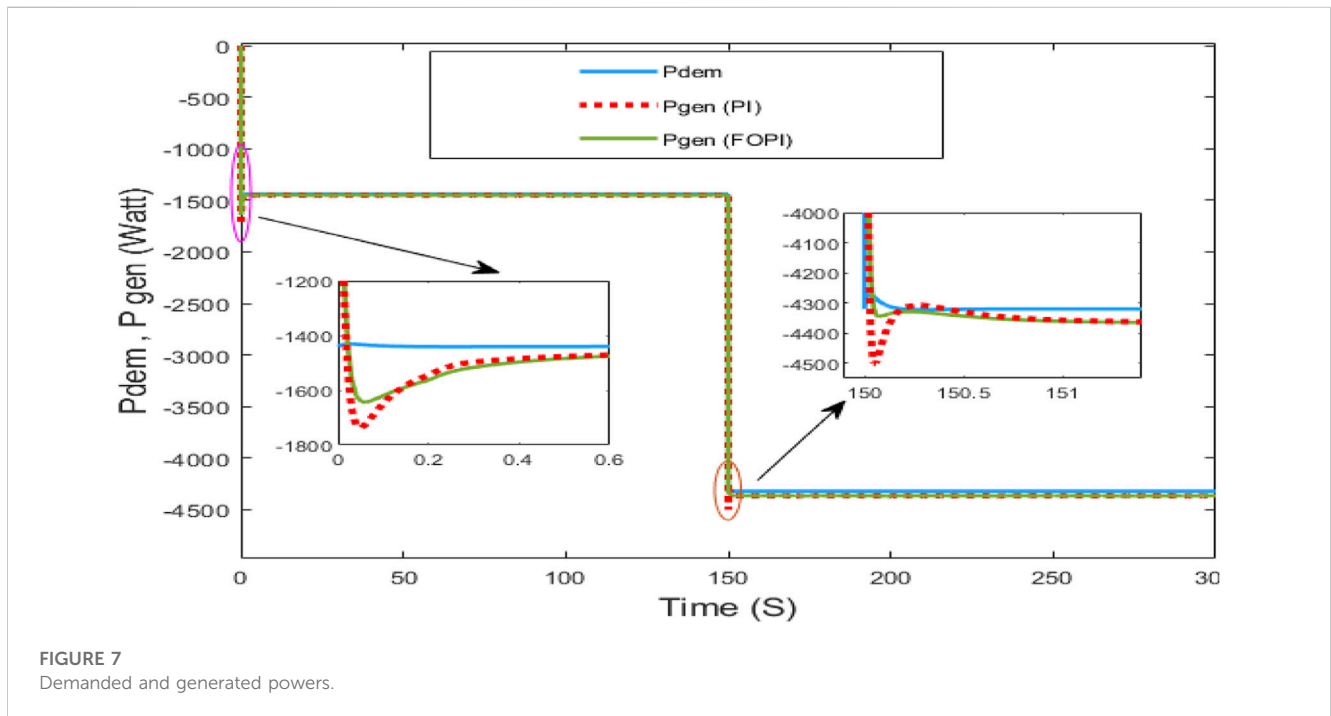 0
-500
-1000
-1500
-2000
-2500
-3000
-3500
-4000
-4500
Pdem , P gen (Watt)
Pdem
Pgen (PI)
Pgen (FOPI)
-1200
-1400
-1600
-1800
0 0.2 0.4 0.6
-4000
-4100
-4200
-4300
-4400
-4500
150 150.5 151
0 50 100 150 200 250 30
Time (S)
FIGURE 7
Demanded and generated powers.